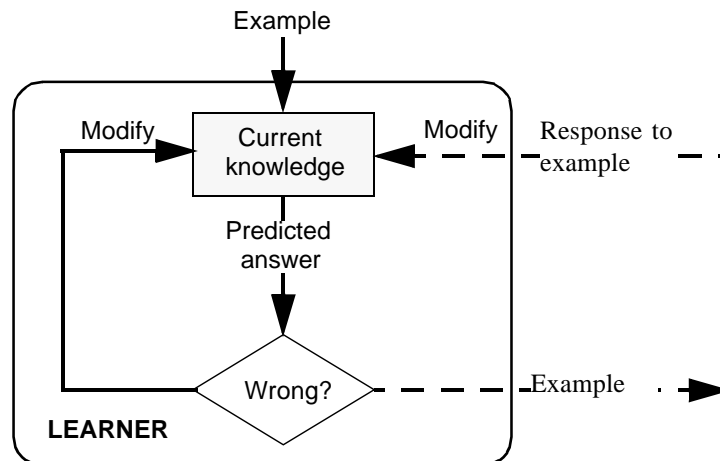 Example
Modify
Current
knowledge
Modify
Response to
example
Predicted
answer
Wrong?
Example
LEARNER